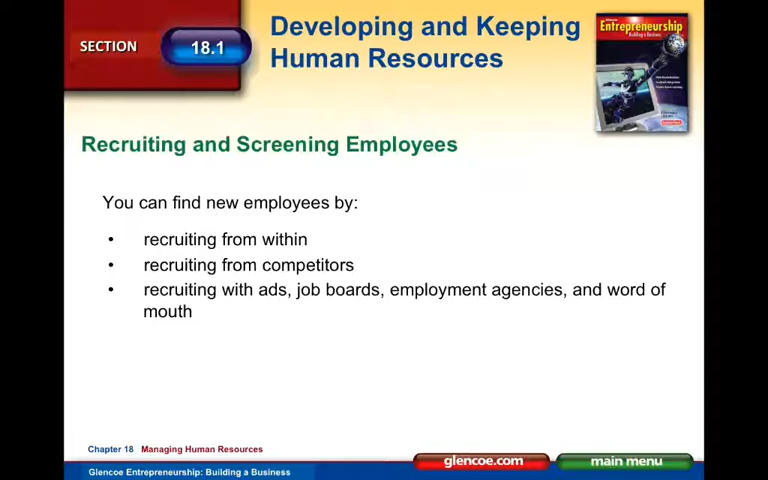 SECTION 18.1
Developing and Keeping
Human Resources
Entrepreneurship
Building a Business
Recruiting and Screening Employees
You can find new employees by:
• recruiting from within
• recruiting from competitors
• recruiting with ads, job boards, employment agencies, and word of
mouth
Chapter 18 Managing Human Resources
Glencoe Entrepreneurship: Building a Business
glencoe.com
main menu